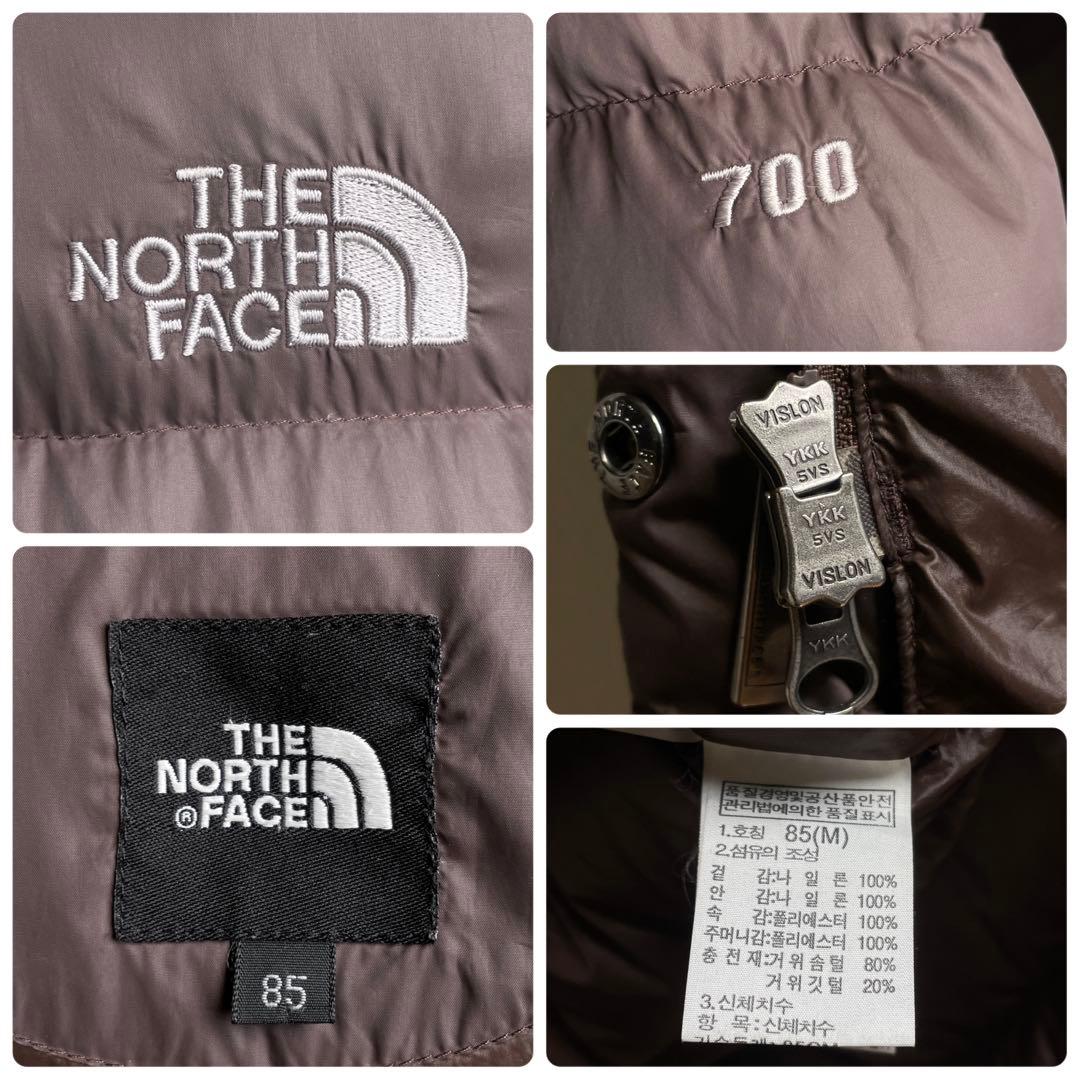 THE
NORTH
FACE
700
VISLON
YKK
5VS
YKK
5VS
VISLON
YKK
THE
NORTH
®FACE
85
품질경영및공산품안전
관리법에의한 품질표시
1.호칭 85(M)
2.섬유의 조성
겉 감:나 일 론 100%
안 감:나 일 론 100%
속 감:폴리에스터 100%
주머니감:폴리에스터 100%
충 전 재:거 위 솜 털 80%
거 위 깃 털 20%
3.신체치수
항 목:신체치수
85CM